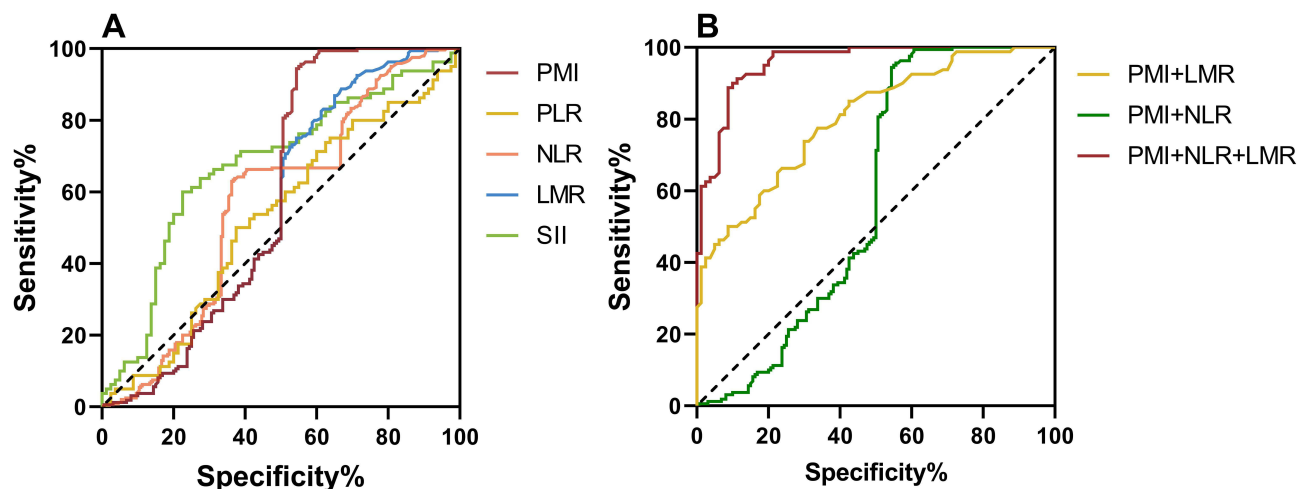 A
Sensitivity%
100
80
60
40
20
0
0 20 40 60 80 100
Specificity%
PMI
PLR
NLR
LMR
SII
B
Sensitivity%
100
80
60
40
20
0
0 20 40 60 80 100
Specificity%
PMI+LMR
PMI+NLR
PMI+NLR+LMR